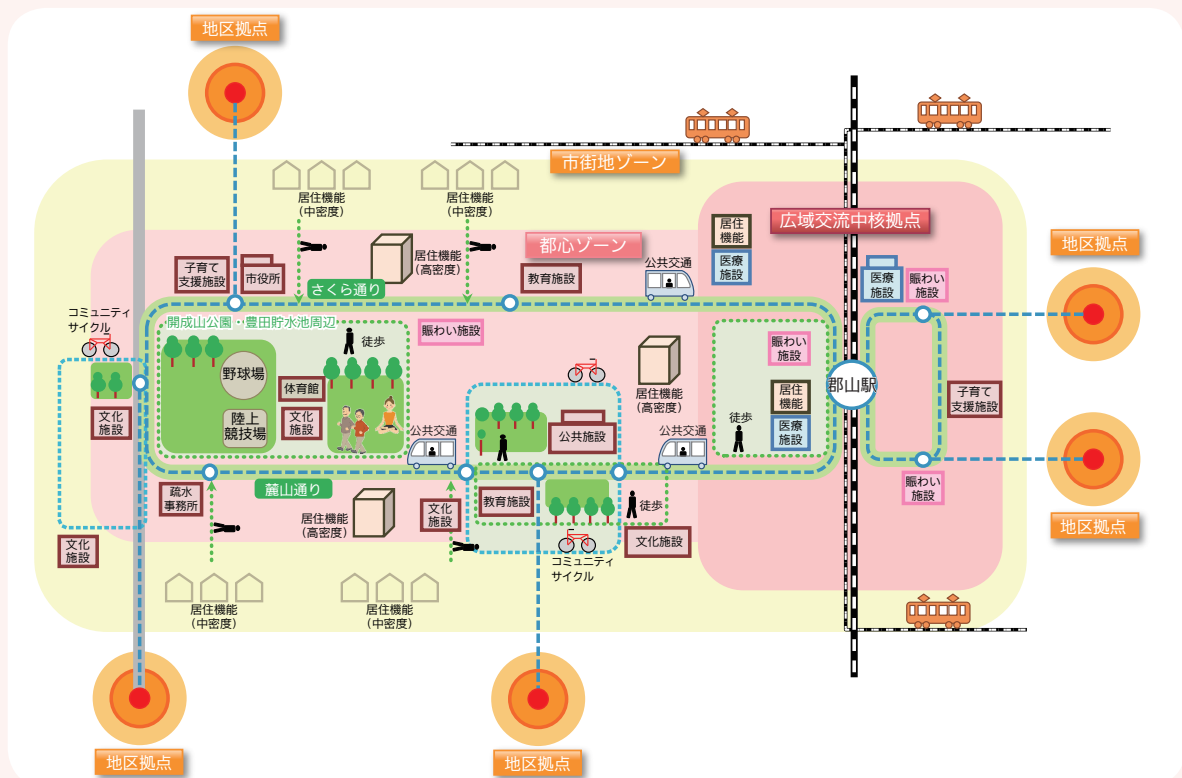 地区拠点
市街地ゾーン
居住機能
(中密度)
居住機能
(中密度)
居住
機能
医療
施設
広域交流中核拠点
都心ゾーン
地区拠点
子育て
支援施設
市役所
居住機能
(高密度)
教育施設
公共交通
医療
施設
賑わい
施設
さくら通り
コミュニティ
サイクル
開成山公園・豊田貯水池周辺
徒歩
賑わい施設
賑わい
施設
野球場
体育館
郡山駅
居住機能
(高密度)
居住
機能
子育て
支援施設
文化
施設
陸上
競技場
文化
施設
公共交通
公共施設
公共交通
徒歩
医療
施設
麓山通り
疏水
事務所
居住機能
(高密度)
文化
施設
教育施設
徒歩
賑わい
施設
地区拠点
文化
施設
コミュニティ
サイクル
文化施設
居住機能
(中密度)
居住機能
(中密度)
地区拠点
地区拠点